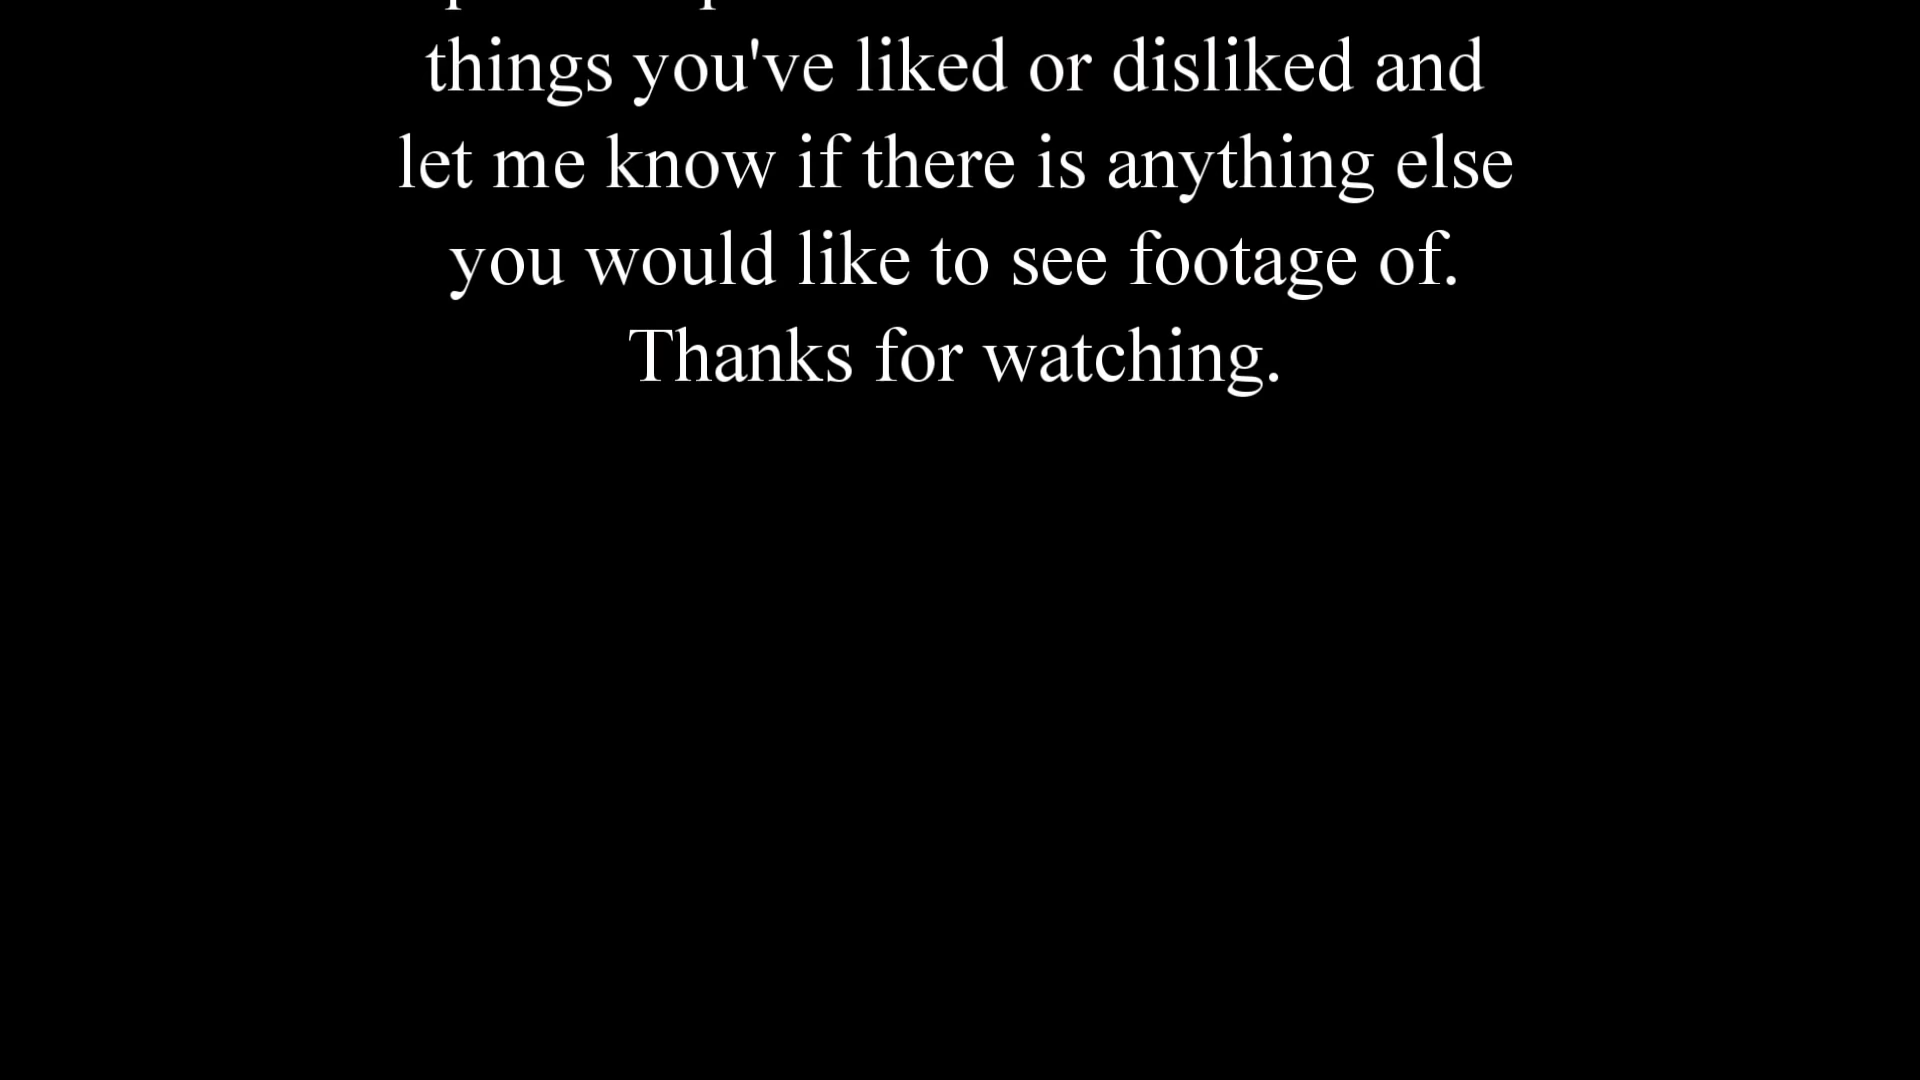 things you've liked or disliked and
let me know if there is anything else
you would like to see footage of.
Thanks for watching.